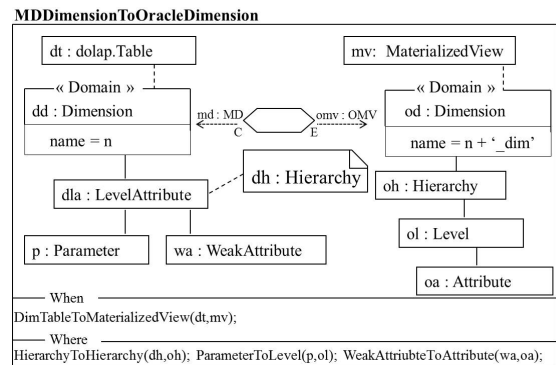 MDDimensionToOracleDimension
dt : dolap.Table
mv: MaterializedView
« Domain »
dd : Dimension
name = n
md : MD
C
omv : OMV
E
« Domain »
od : Dimension
name = n + ‘_dim’
dla : LevelAttribute
dh : Hierarchy
oh : Hierarchy
p : Parameter
wa : WeakAttribute
ol : Level
oa : Attribute
When
DimTableToMaterializedView(dt,mv);
Where
HierarchyToHierarchy(dh,oh); ParameterToLevel(p,ol); WeakAttriubteToAttribute(wa,oa);